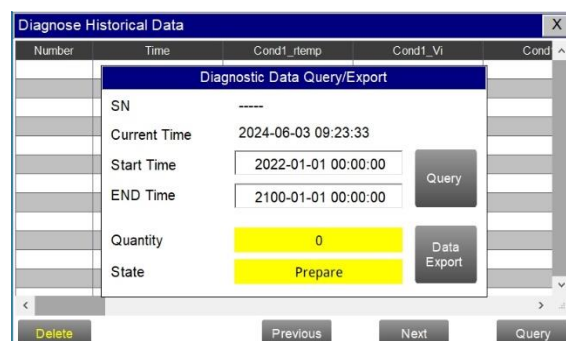 Diagnose Historical Data X
Number Time Cond1_rtemp Cond1_Vi Cond
Diagnostic Data Query/Export
SN -----
Current Time 2024-06-03 09:23:33
Start Time 2022-01-01 00:00:00
Query
END Time 2100-01-01 00:00:00
Quantity 0
Data
Export
State Prepare
Delete Previous Next Query